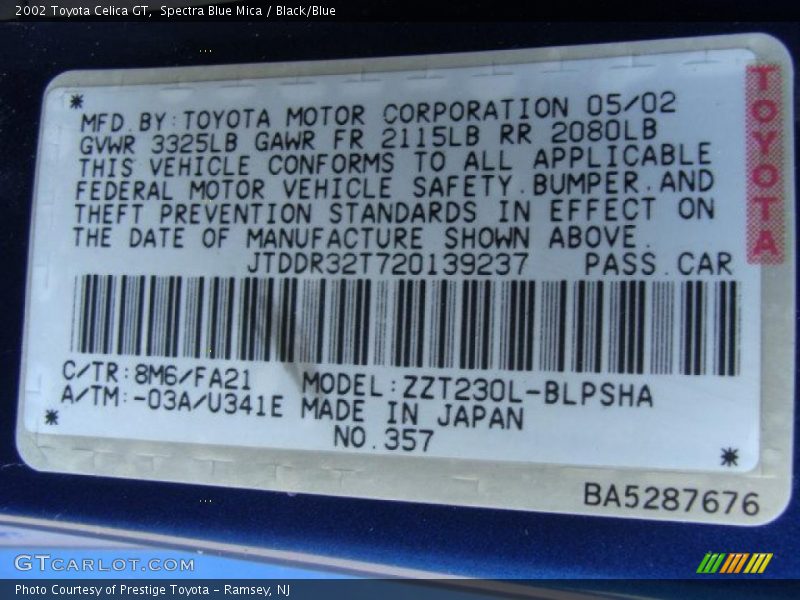 2002 Toyota Celica GT, Spectra Blue Mica / Black/Blue
MFD.BY:TOYOTA MOTOR CORPORATION 05/02
GVWR 3325LB GAWR FR 2115LB RR 2080LB
THIS VEHICLE CONFORMS TO ALL APPLICABLE
FEDERAL MOTOR VEHICLE SAFETY.BUMPER.AND
THEFT PREVENTION STANDARDS IN EFFECT ON
THE DATE OF MANUFACTURE SHOWN ABOVE.
JTDDR32T720139237 PASS.CAR
TOYOTA
C/TR:8M6/FA21 MODEL:ZZT230L-BLPSHA
A/TM:-03A/U341E MADE IN JAPAN
NO.357
BA5287676
GTCARLOT.COM
Photo Courtesy of Prestige Toyota - Ramsey, NJ